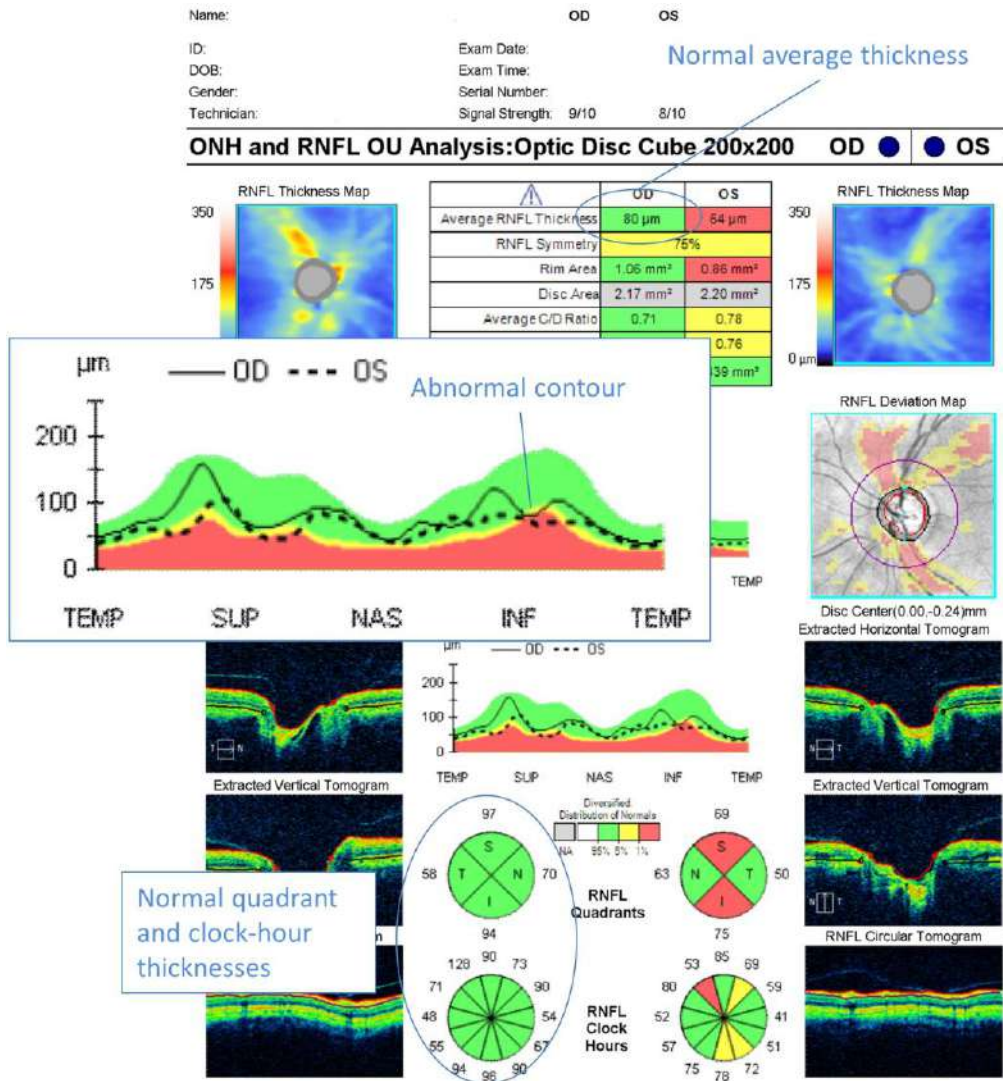 Name: OD OS
ID: Exam Date:
DOB: Exam Time:
Gender: Serial Number:
Technician: Signal Strength: 9/10 8/10
Normal average thickness
ONH and RNFL OU Analysis:Optic Disc Cube 200x200 OD OS
RNFL Thickness Map
350
175
OD OS
Average RNFL Thickness 80 µm 64 µm
RNFL Symmetry 75%
Rim Area 1.06 mm² 0.86 mm²
Disc Area 2.17 mm² 2.20 mm²
Average C/D Ratio 0.71 0.78
0.76
39 mm²
RNFL Thickness Map
350
175
0 µm
µm OD OS
Abnormal contour
200
100
0
TEMP SUP NAS INF TEMP
TEMP
RNFL Deviation Map
Disc Center(0.00,-0.24)mm
Extracted Horizontal Tomogram
µm OD OS
200
100
0
TEMP SUP NAS INF TEMP
T N
N T
Extracted Vertical Tomogram
Extracted Vertical Tomogram
Diversified
Distribution of Normals
NA 95% 5% 1%
97
58 S T N I 70
94
RNFL
Quadrants
69
63 S N T I 50
75
N T
Normal quadrant
and clock-hour
thicknesses
RNFL Circular Tomogram
RNFL
Clock
Hours
128 90 73
71 90
48 54
55 67
94 96 90
53 85 69
80 59
52 41
57 51
75 78 72